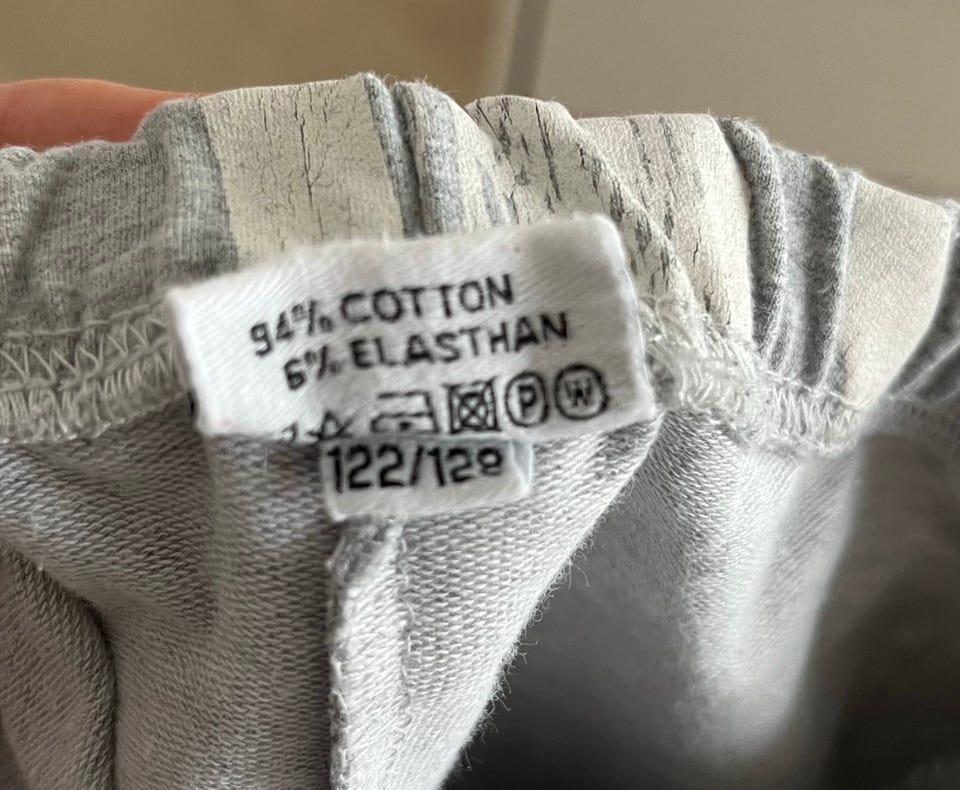 94% COTTON
6% ELASTHAN
P W
122/128